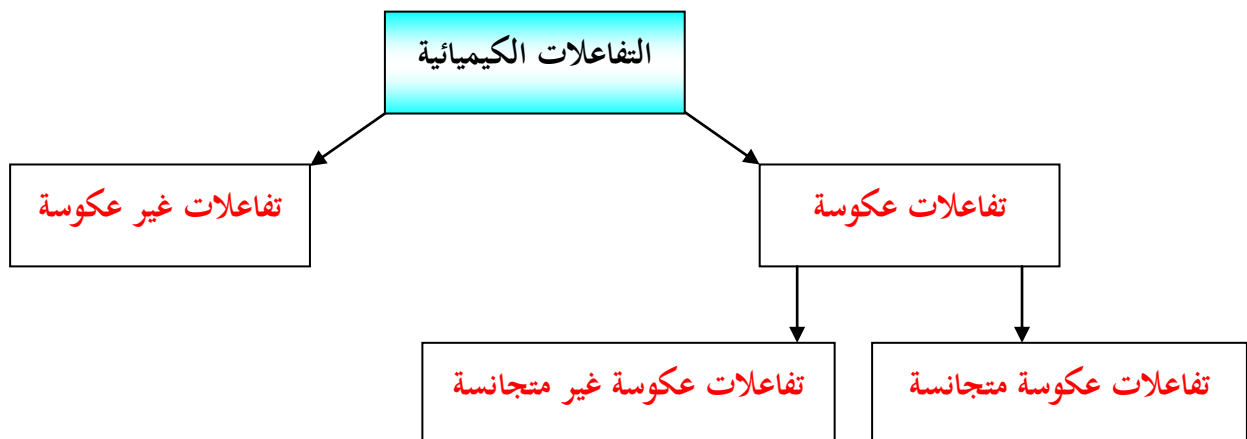 التفاعلات الكيميائية
تفاعلات عكوسة
تفاعلات غير عكوسة
تفاعلات عكوسة متجانسة
تفاعلات عكوسة غير متجانسة